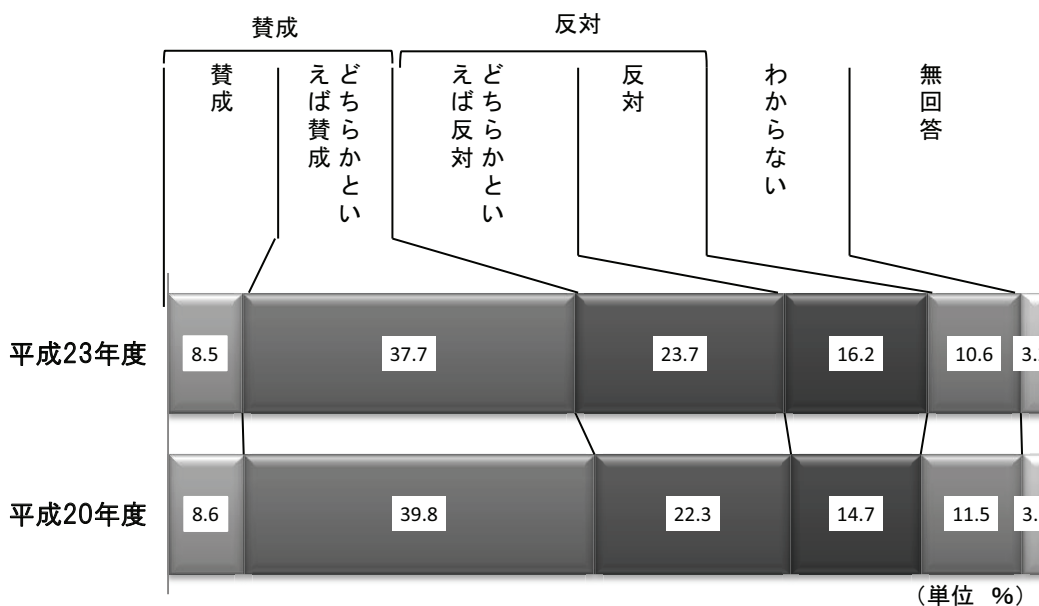 賛成
反対
賛成
どちらかとい
えば賛成
どちらかとい
えば反対
反対
わからない
無回答
平成23年度
8.5
37.7
23.7
16.2
10.6
平成20年度
8.6
39.8
22.3
14.7
11.5
(単位 %)